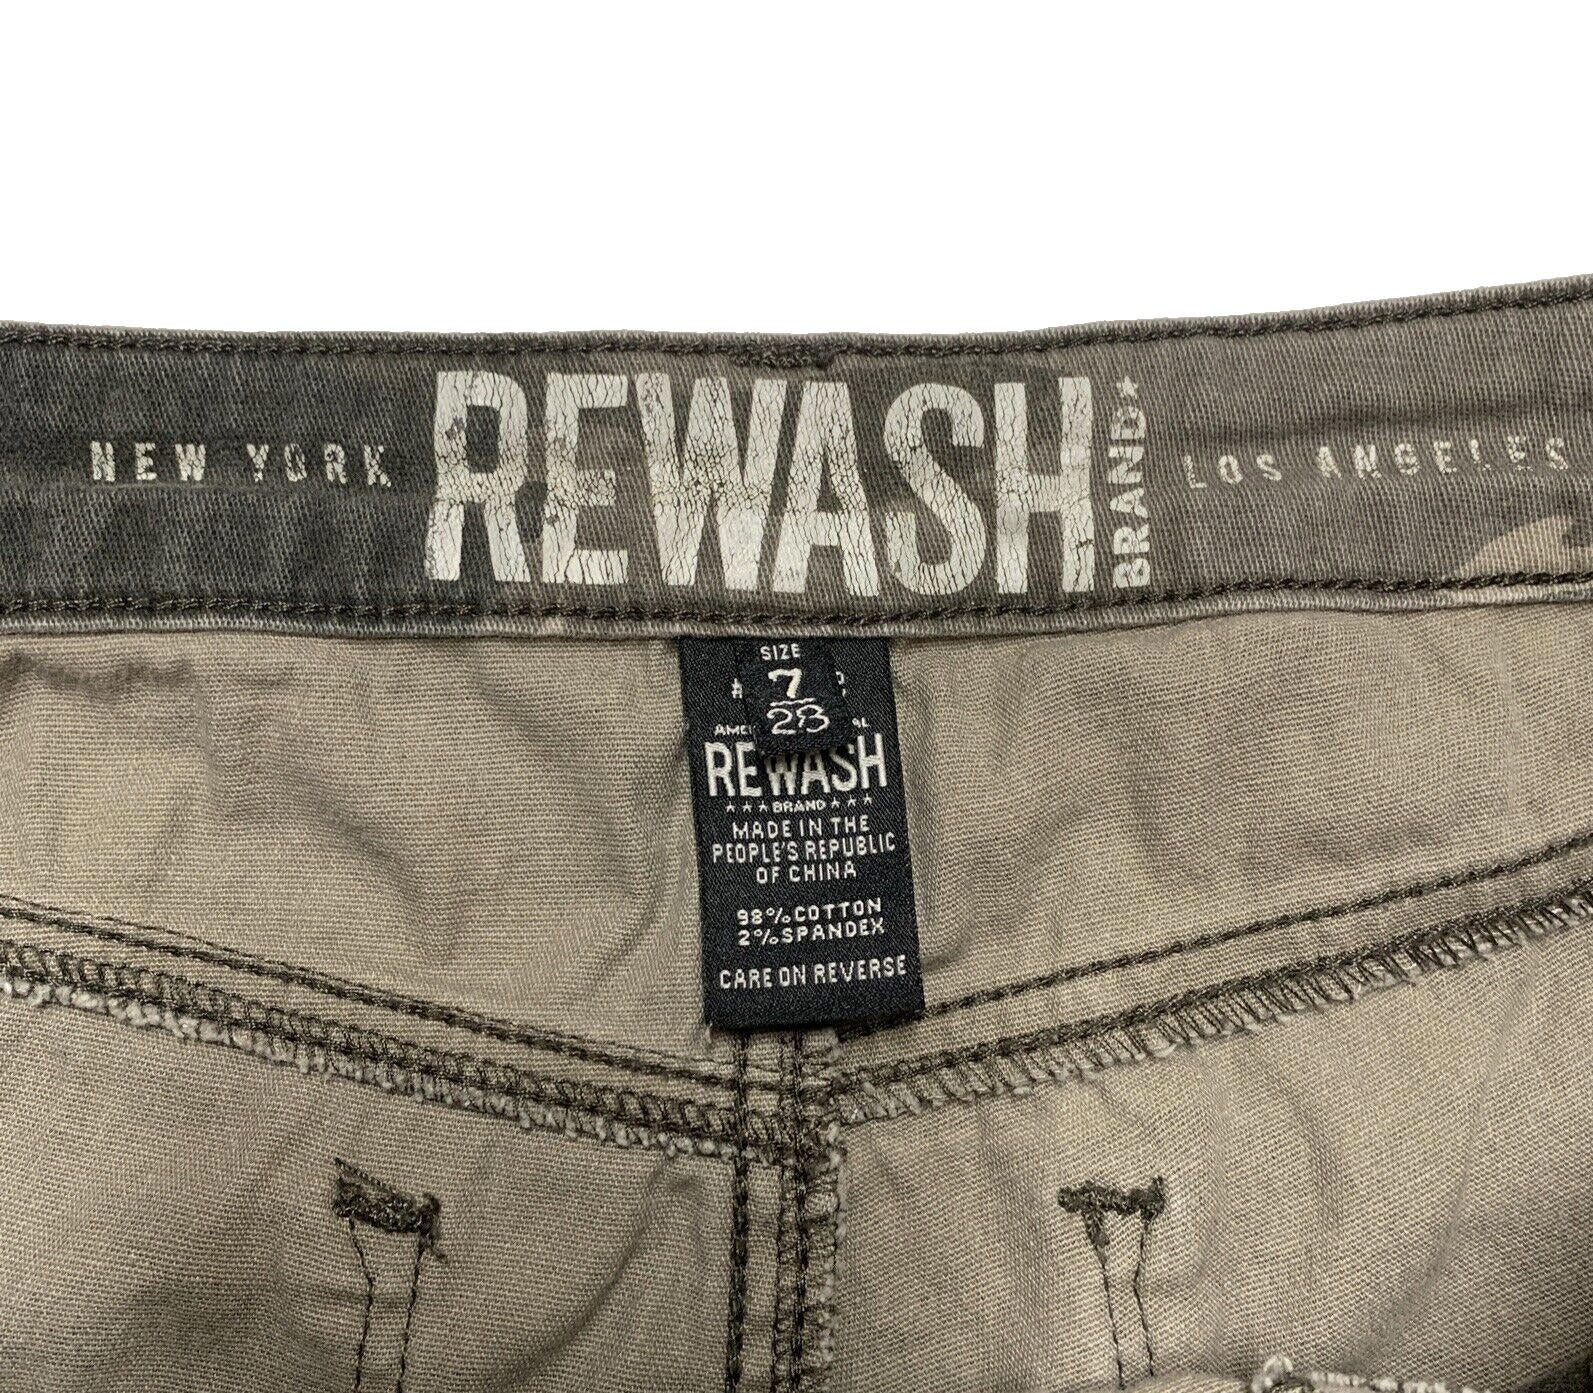 NEW YORK REWASH BRAND★ LOS ANGELES
SIZE
7
28
REWASH
★★★BRAND★★★
MADE IN THE
PEOPLE'S REPUBLIC
OF CHINA
98% COTTON
2% SPANDEX
CARE ON REVERSE